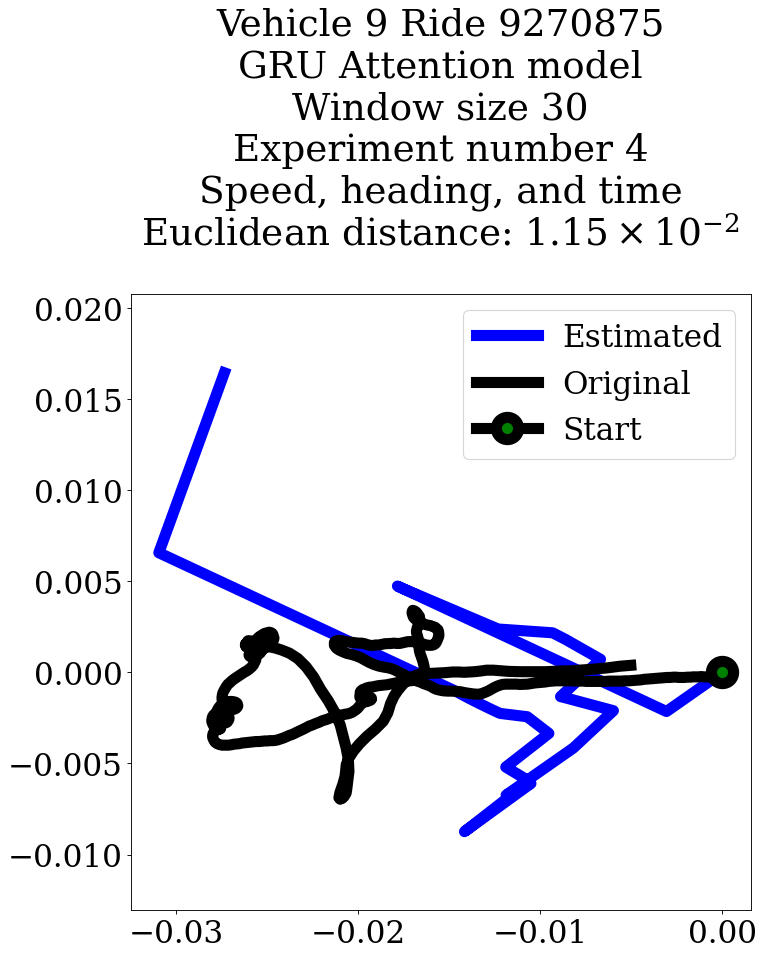 Vehicle 9 Ride 9270875
GRU Attention model
Window size 30
Experiment number 4
Speed, heading, and time
Euclidean distance: 1.15 × 10⁻²
Estimated
Original
Start
0.020
0.015
0.010
0.005
0.000
−0.005
−0.010
−0.03 −0.02 −0.01 0.00